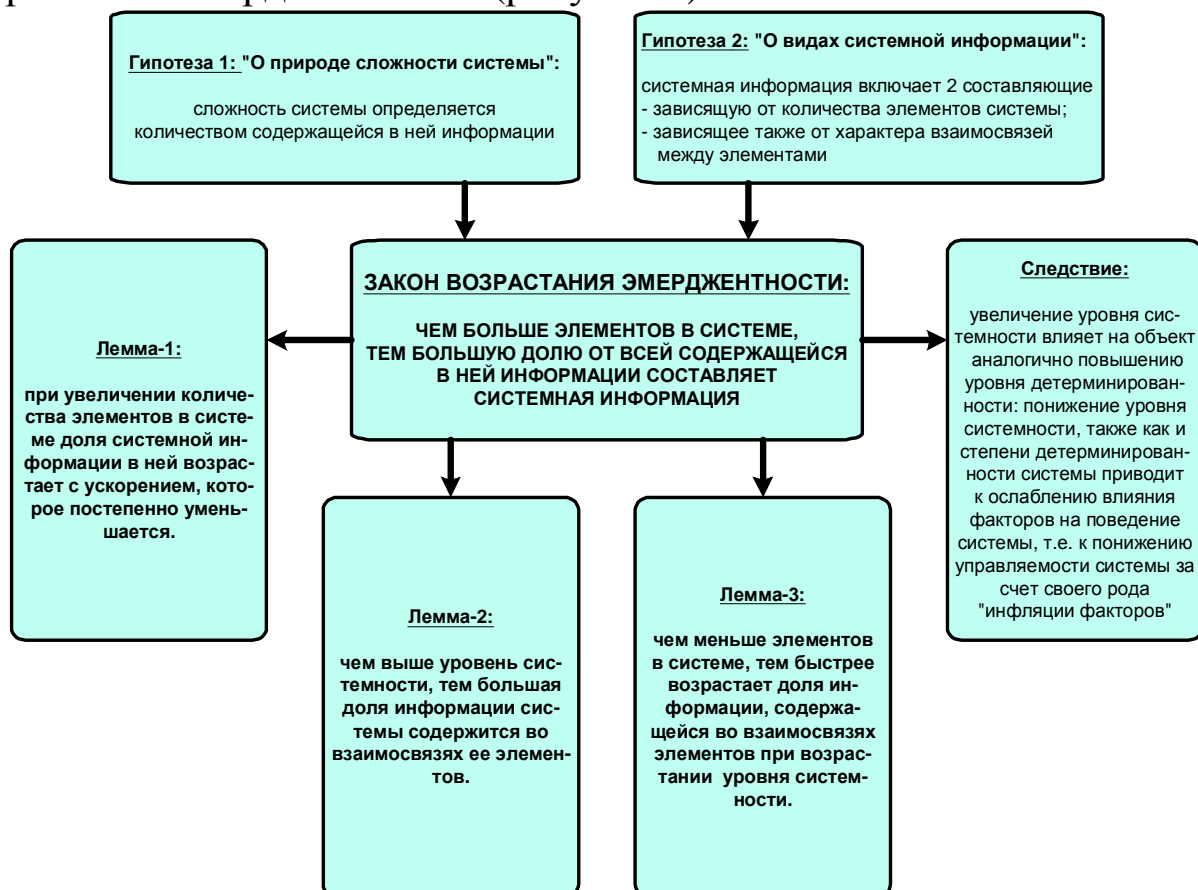 Гипотеза 1: "О природе сложности системы":
сложность системы определяется
количеством содержащейся в ней информации
Гипотеза 2: "О видах системной информации":
системная информация включает 2 составляющие
- зависящую от количества элементов системы;
- зависящее также от характера взаимосвязей
между элементами
ЗАКОН ВОЗРАСТАНИЯ ЭМЕРДЖЕНТНОСТИ:
ЧЕМ БОЛЬШЕ ЭЛЕМЕНТОВ В СИСТЕМЕ,
ТЕМ БОЛЬШУЮ ДОЛЮ ОТ ВСЕЙ СОДЕРЖАЩЕЙСЯ
В НЕЙ ИНФОРМАЦИИ СОСТАВЛЯЕТ
СИСТЕМНАЯ ИНФОРМАЦИЯ
Лемма-1:
при увеличении количе-
ства элементов в систе-
ме доля системной ин-
формации в ней возрас-
тает с ускорением, кото-
рое постепенно умень-
шается.
Следствие:
увеличение уровня сис-
темности влияет на объект
аналогично повышению
уровня детерминирован-
ности: понижение уровня
системности, также как и
степени детерминирован-
ности системы приводит
к ослаблению влияния
факторов на поведение
системы, т.е. к понижению
управляемости системы за
счет своего рода
"инфляции факторов"
Лемма-2:
чем выше уровень сис-
темности, тем большая
доля информации сис-
темы содержится во
взаимосвязях ее элемен-
тов.
Лемма-3:
чем меньше элементов
в системе, тем быстрее
возрастает доля ин-
формации, содержа-
щейся во взаимосвязях
элементов при возрас-
тании уровня систем-
ности.